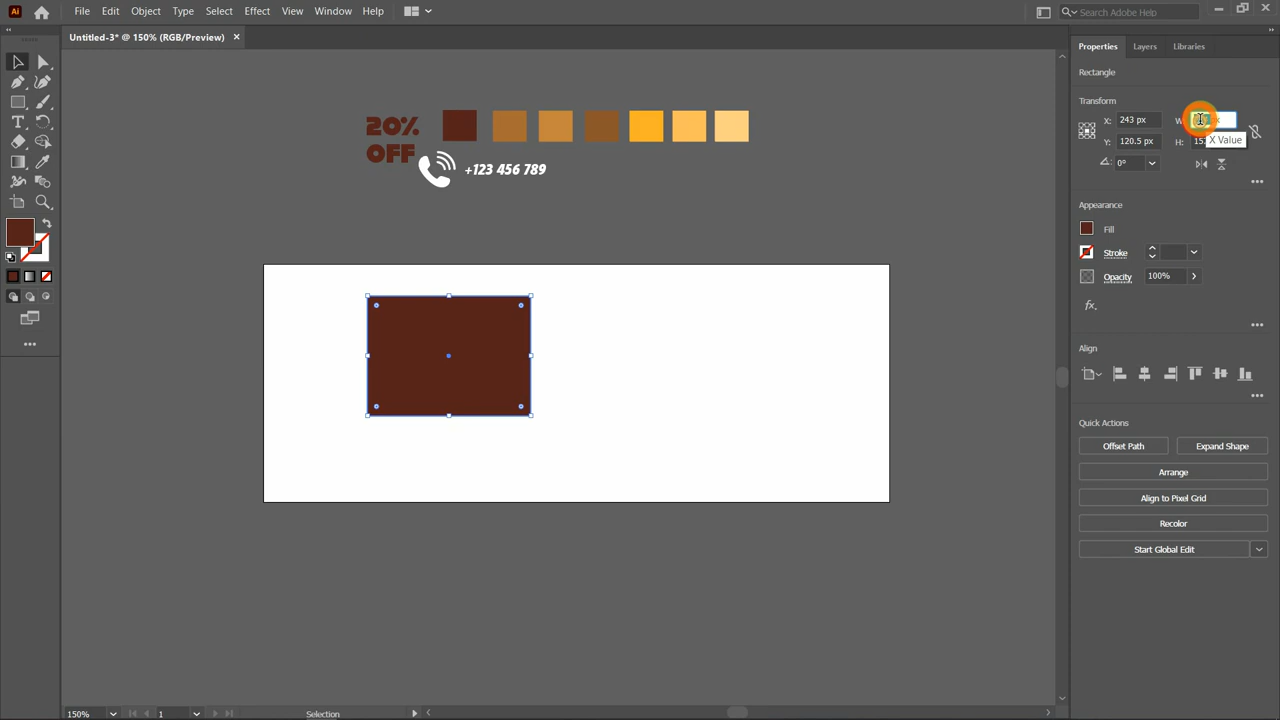 Ai File Edit Object Type Select Effect View Window Help Search Adobe Help
Untitled-3* @ 150% (RGB/Preview) ×
Properties Layers Libraries
Rectangle
Transform
X: 243 px W:
X Value
Y: 120.5 px H:
0°
20%
OFF
+123 456 789
Appearance
Fill
Stroke
Opacity 100%
fx.
Align
Quick Actions
Offset Path Expand Shape
Arrange
Align to Pixel Grid
Recolor
Start Global Edit
150% 1 Selection